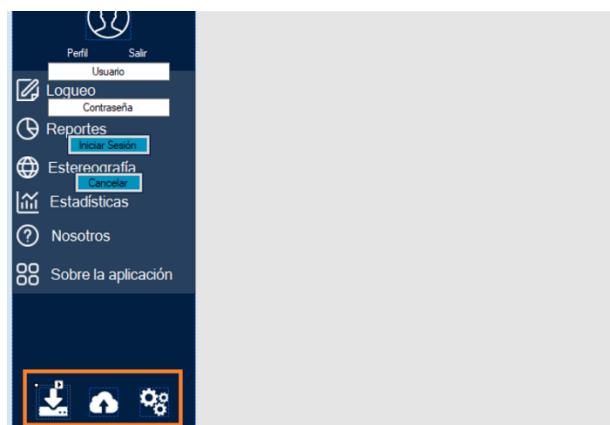 Perfil Salir
Usuario
Logueo
Contraseña
Reportes
Iniciar Sesión
Estereografía
Cancelar
Estadísticas
Nosotros
Sobre la aplicación